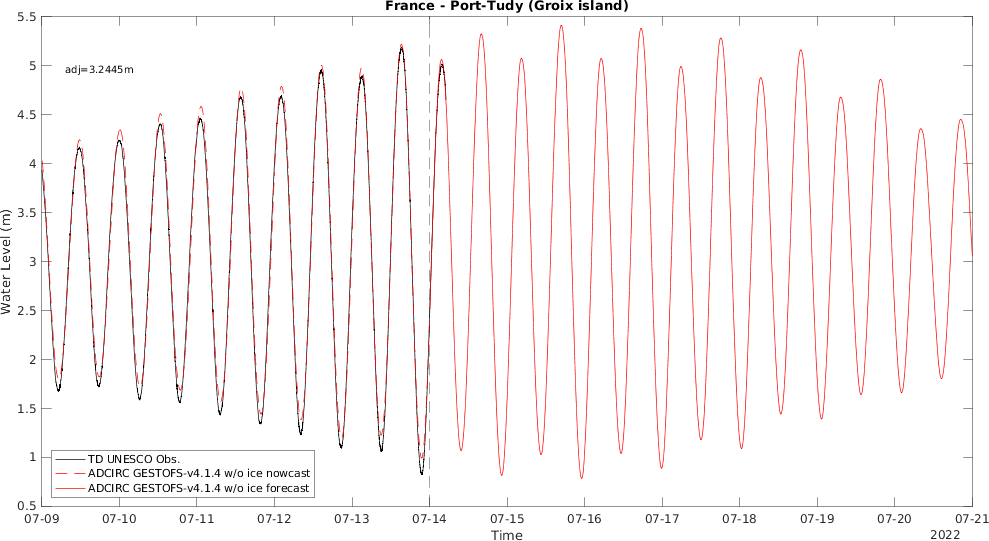 France - Port-Tudy (Groix island)
5.5
5
4.5
4
3.5
3
2.5
2
1.5
1
0.5
Water Level (m)
adj=3.2445m
TD UNESCO Obs.
ADCIRC GESTOFS-v4.1.4 w/o ice nowcast
ADCIRC GESTOFS-v4.1.4 w/o ice forecast
07-09 07-10 07-11 07-12 07-13 07-14 07-15 07-16 07-17 07-18 07-19 07-20 07-21
Time
2022